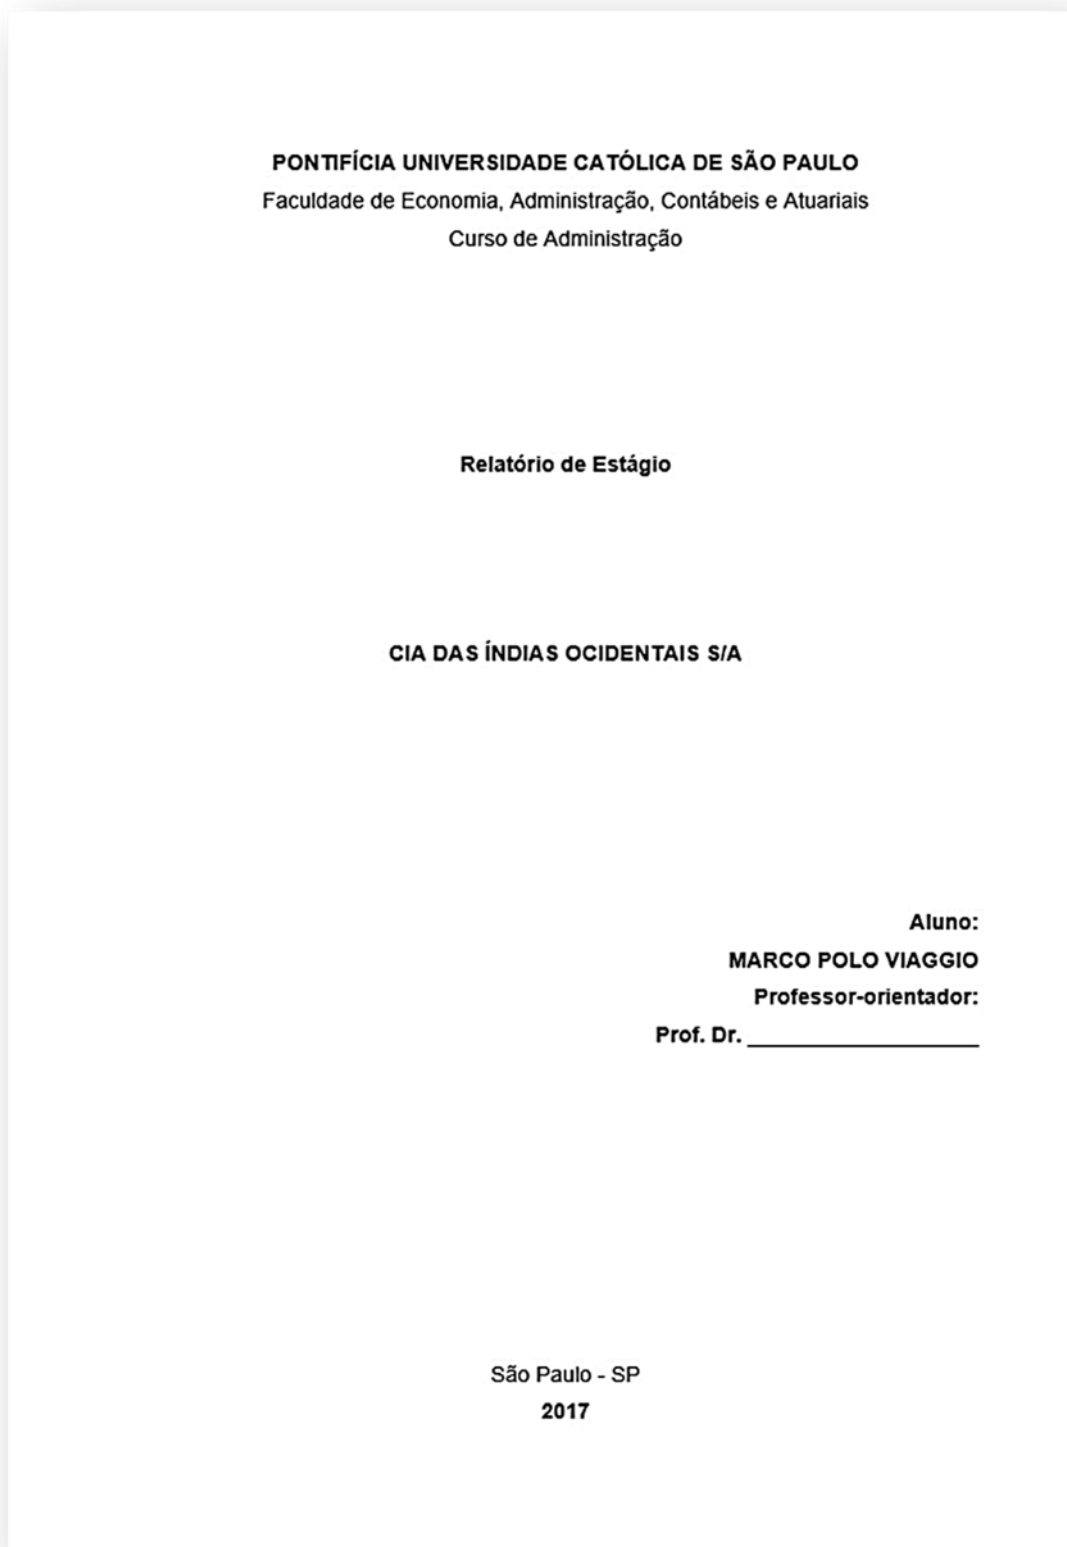 PONTIFÍCIA UNIVERSIDADE CATÓLICA DE SÃO PAULO
Faculdade de Economia, Administração, Contábeis e Atuariais
Curso de Administração
Relatório de Estágio
CIA DAS ÍNDIAS OCIDENTAIS S/A
Aluno:
MARCO POLO VIAGGIO
Professor-orientador:
Prof. Dr. ___________________
São Paulo - SP
2017